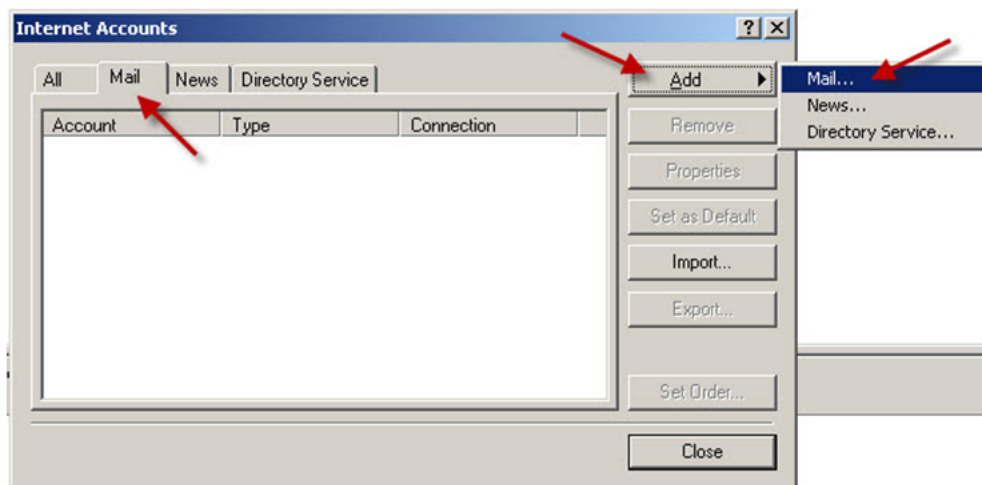 Internet Accounts
All Mail News Directory Service
Add
Mail...
News...
Directory Service...
Account Type Connection
Remove
Properties
Set as Default
Import...
Export...
Set Order...
Close